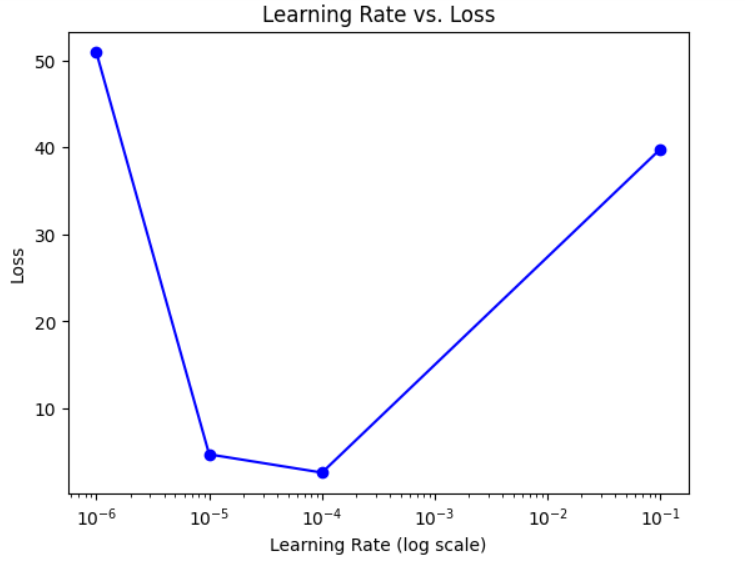 Learning Rate vs. Loss
50
40
30
20
10
Loss
10⁻⁶ 10⁻⁵ 10⁻⁴ 10⁻³ 10⁻² 10⁻¹
Learning Rate (log scale)